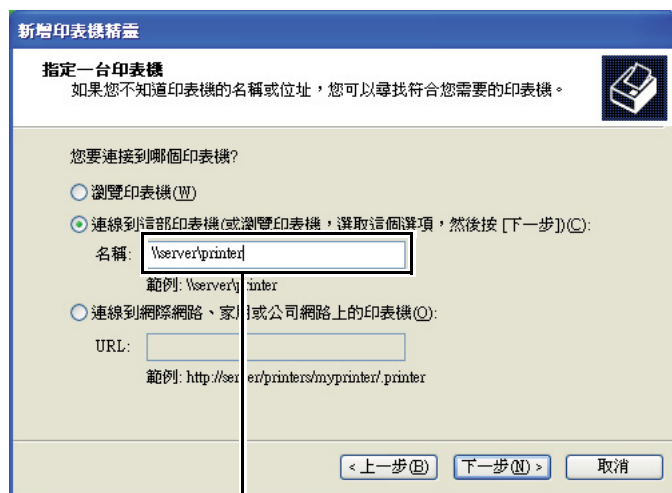 新增印表機精靈
指定一台印表機
如果您不知道印表機的名稱或位址，您可以尋找符合您需要的印表機。
您要連接到哪個印表機?
瀏覽印表機(W)
連線到這部印表機(或瀏覽印表機，選取這個選項，然後按 [下一步])(C):
名稱: \\server\printer
範例: \\server\printer
連線到網際網路、家用或公司網路上的印表機(O):
URL:
範例: http://server/printers/myprinter/.printer
< 上一步(B) 下一步(N) > 取消